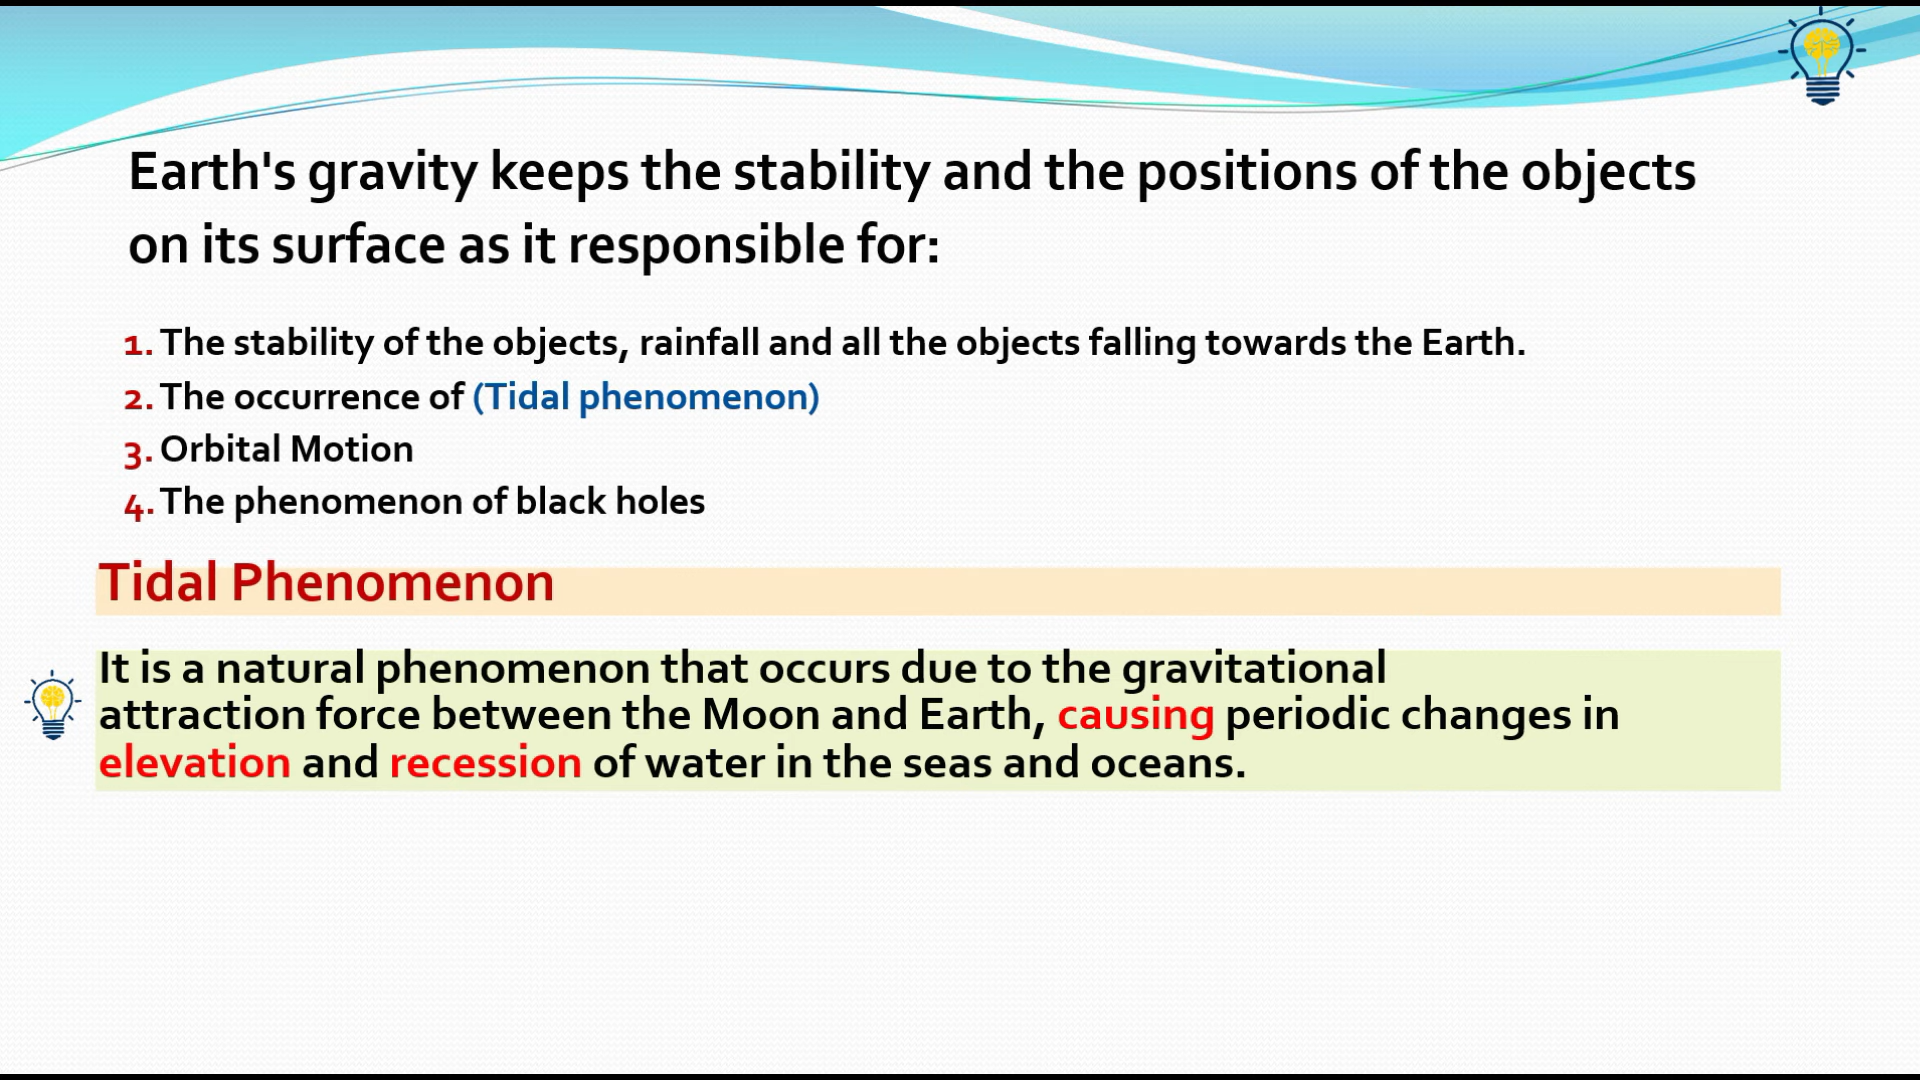 Earth's gravity keeps the stability and the positions of the objects
on its surface as it responsible for:
1. The stability of the objects, rainfall and all the objects falling towards the Earth.
2. The occurrence of (Tidal phenomenon)
3. Orbital Motion
4. The phenomenon of black holes
Tidal Phenomenon
It is a natural phenomenon that occurs due to the gravitational
attraction force between the Moon and Earth, causing periodic changes in
elevation and recession of water in the seas and oceans.